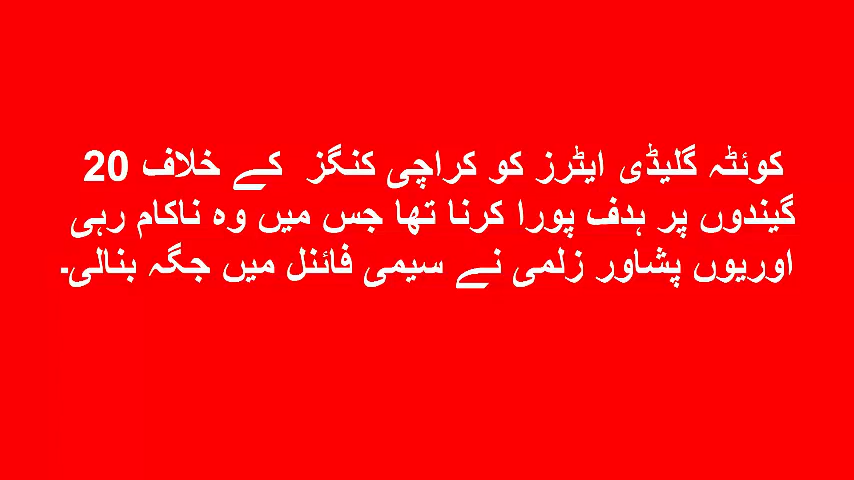 کوئٹہ گلیڈی ایٹرز کو کراچی کنگز کے خلاف 20
گیندوں پر ہدف پورا کرنا تھا جس میں وہ ناکام رہی
اوریوں پشاور زلمی نے سیمی فائنل میں جگہ بنالی۔